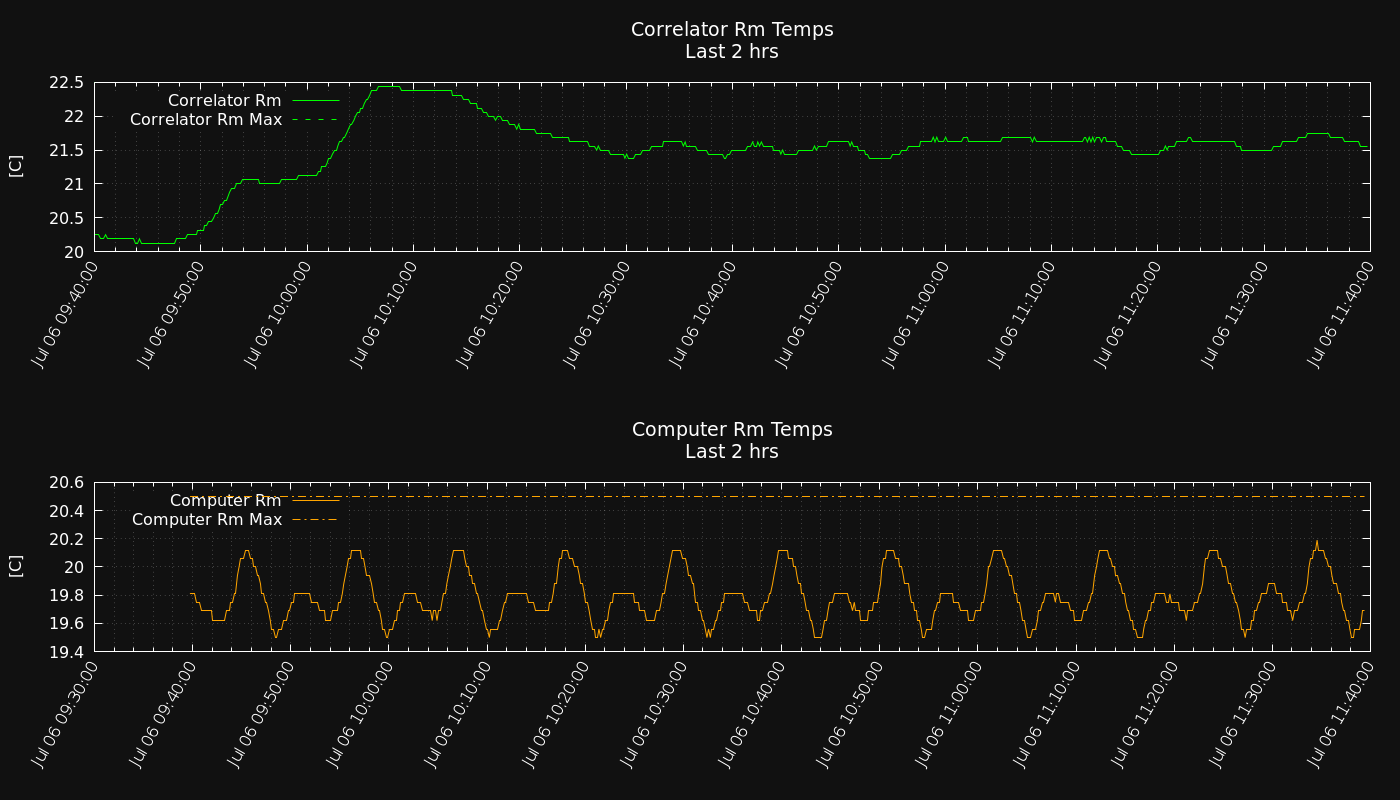 Correlator Rm Temps
Last 2 hrs
22.5
22
21.5
21
20.5
20
[C]
Correlator Rm
Correlator Rm Max
Jul 06 09:40:00
Jul 06 09:50:00
Jul 06 10:00:00
Jul 06 10:10:00
Jul 06 10:20:00
Jul 06 10:30:00
Jul 06 10:40:00
Jul 06 10:50:00
Jul 06 11:00:00
Jul 06 11:10:00
Jul 06 11:20:00
Jul 06 11:30:00
Jul 06 11:40:00
Computer Rm Temps
Last 2 hrs
20.6
20.4
20.2
20
19.8
19.6
19.4
[C]
Computer Rm
Computer Rm Max
Jul 06 09:30:00
Jul 06 09:40:00
Jul 06 09:50:00
Jul 06 10:00:00
Jul 06 10:10:00
Jul 06 10:20:00
Jul 06 10:30:00
Jul 06 10:40:00
Jul 06 10:50:00
Jul 06 11:00:00
Jul 06 11:10:00
Jul 06 11:20:00
Jul 06 11:30:00
Jul 06 11:40:00